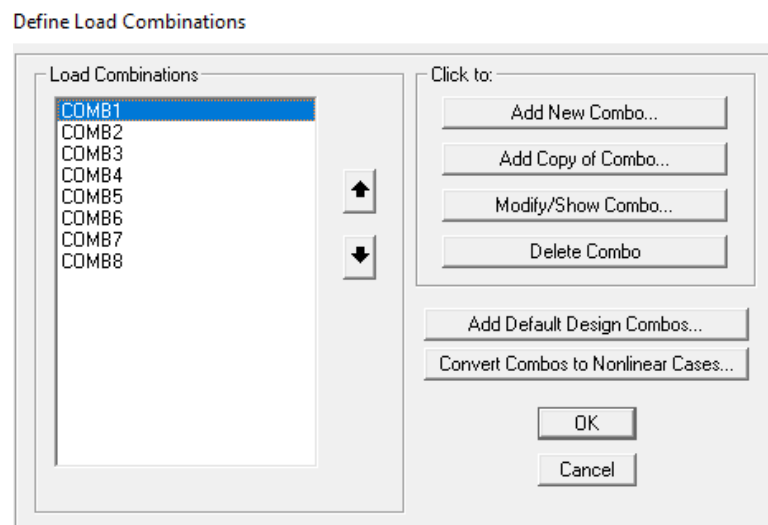 Define Load Combinations
Load Combinations
COMB1
COMB2
COMB3
COMB4
COMB5
COMB6
COMB7
COMB8
Click to:
Add New Combo...
Add Copy of Combo...
Modify/Show Combo...
Delete Combo
Add Default Design Combos...
Convert Combos to Nonlinear Cases...
OK
Cancel